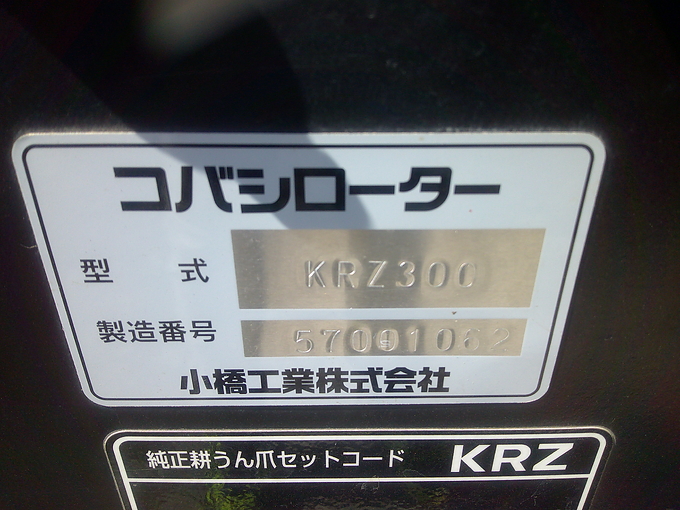 コバシローター
型式 KRZ300
製造番号 57091062
小橋工業株式会社
純正耕うん爪セットコード KRZ